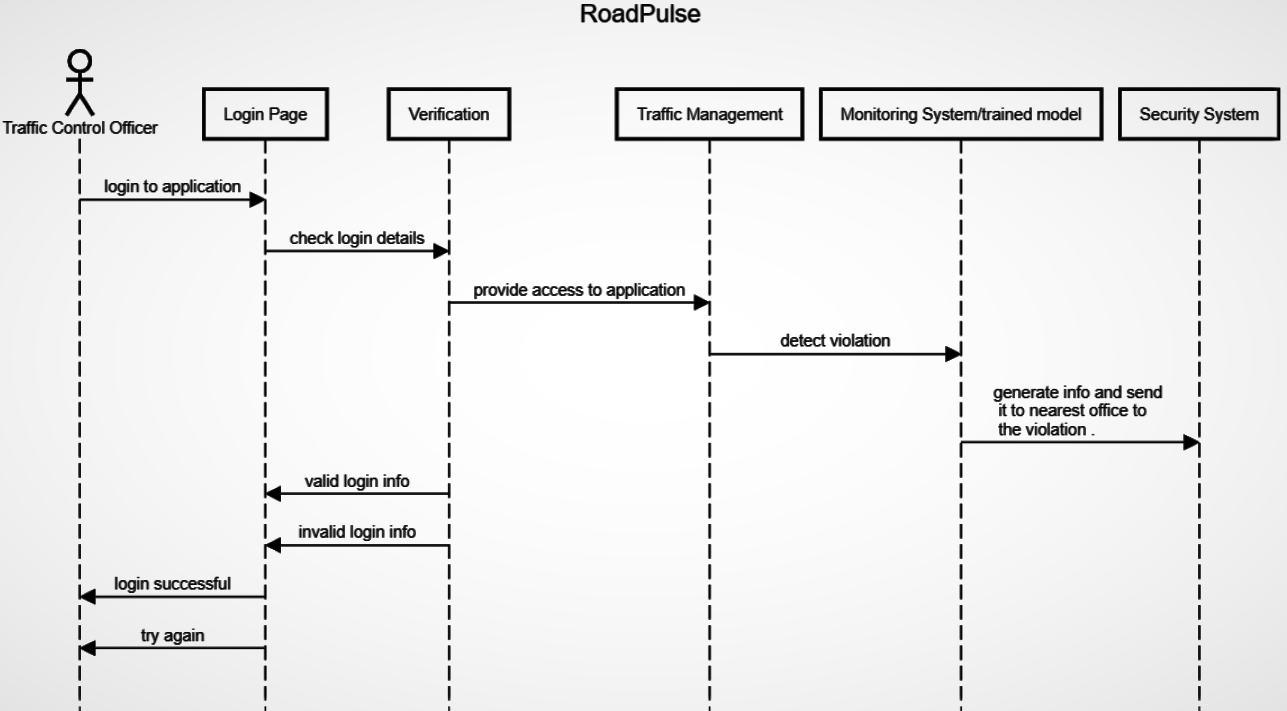 RoadPulse
Traffic Control Officer
Login Page
Verification
Traffic Management
Monitoring System/trained model
Security System
login to application
check login details
provide access to application
detect violation
generate info and send
it to nearest office to
the violation .
valid login info
invalid login info
login successful
try again